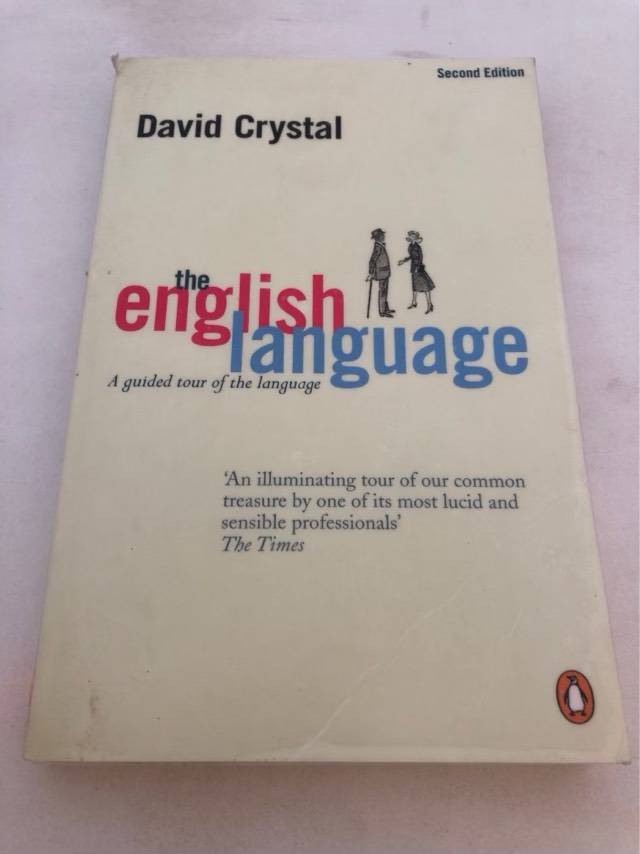 Second Edition
David Crystal
the
english
language
A guided tour of the language
‘An illuminating tour of our common
treasure by one of its most lucid and
sensible professionals’
The Times